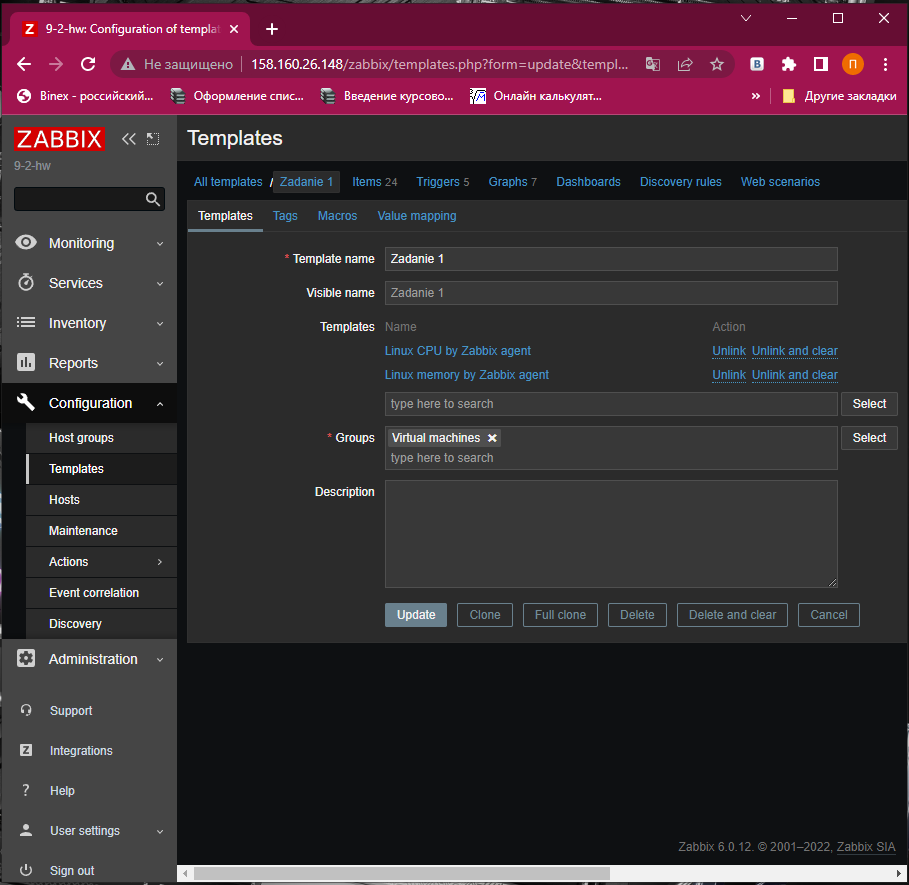 9-2-hw: Configuration of templat
Не защищено 158.160.26.148/zabbix/templates.php?form=update&templ...
Binex - российский... Оформление спис... Введение курсово... Онлайн калькулят... » Другие закладки
ZABBIX
9-2-hw
Monitoring
Services
Inventory
Reports
Configuration
Host groups
Templates
Hosts
Maintenance
Actions
Event correlation
Discovery
Administration
Support
Integrations
Help
User settings
Sign out
Templates
All templates / Zadanie 1 Items 24 Triggers 5 Graphs 7 Dashboards Discovery rules Web scenarios
Templates Tags Macros Value mapping
* Template name Zadanie 1
Visible name Zadanie 1
Templates Name Action
Linux CPU by Zabbix agent Unlink Unlink and clear
Linux memory by Zabbix agent Unlink Unlink and clear
type here to search Select
* Groups Virtual machines Select
type here to search
Description
Update Clone Full clone Delete Delete and clear Cancel
Zabbix 6.0.12. © 2001–2022, Zabbix SIA